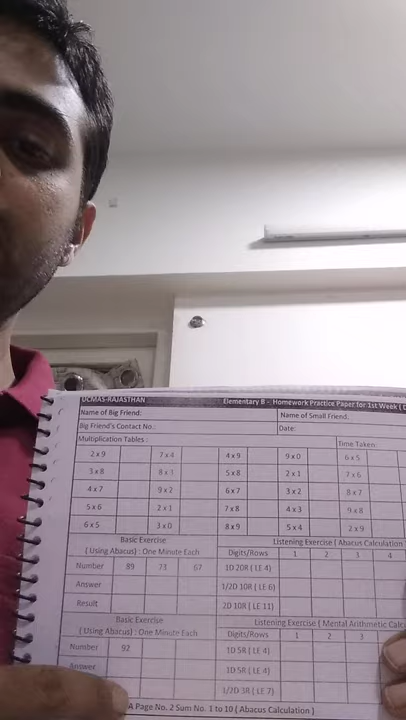 UCMAS-RAJASTHAN Elementary B - Homework Practice Paper for 1st Week (
Name of Big Friend: Name of Small Friend:
Big Friend's Contact No.: Date:
Multiplication Tables : Time Taken:
2 x 9 7 x 4 4 x 9 9 x 0 6 x 5
3 x 8 8 x 1 5 x 8 2 x 1 7 x 6
4 x 7 9 x 2 6 x 7 3 x 2 8 x 7
5 x 6 2 x 1 7 x 8 4 x 3 9 x 8
6 x 5 3 x 0 8 x 9 5 x 4 2 x 9
Basic Exercise Listening Exercise ( Abacus Calculation
( Using Abacus) : One Minute Each Digits/Rows 1 2 3 4
Number 89 73 67 1D 20R ( LE 4)
Answer 1/2D 10R ( LE 6)
Result 2D 10R ( LE 11)
Basic Exercise Listening Exercise ( Mental Arithmetic Calc
( Using Abacus) : One Minute Each Digits/Rows 1 2 3
Number 92 1D 5R ( LE 4)
Answer 1D 5R ( LE 4)
1/2D 3R ( LE 7)
A Page No. 2 Sum No. 1 to 10 ( Abacus Calculation )